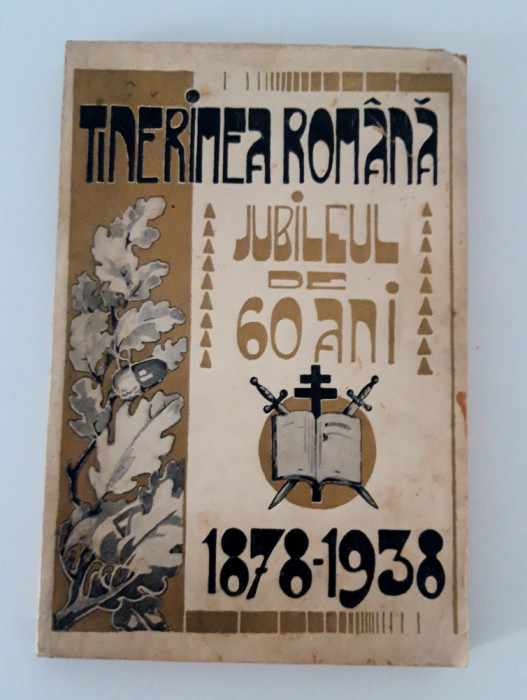 TINERIMEA ROMÂNĂ
JUBILEUL
DE
60 ANI
1878-1938